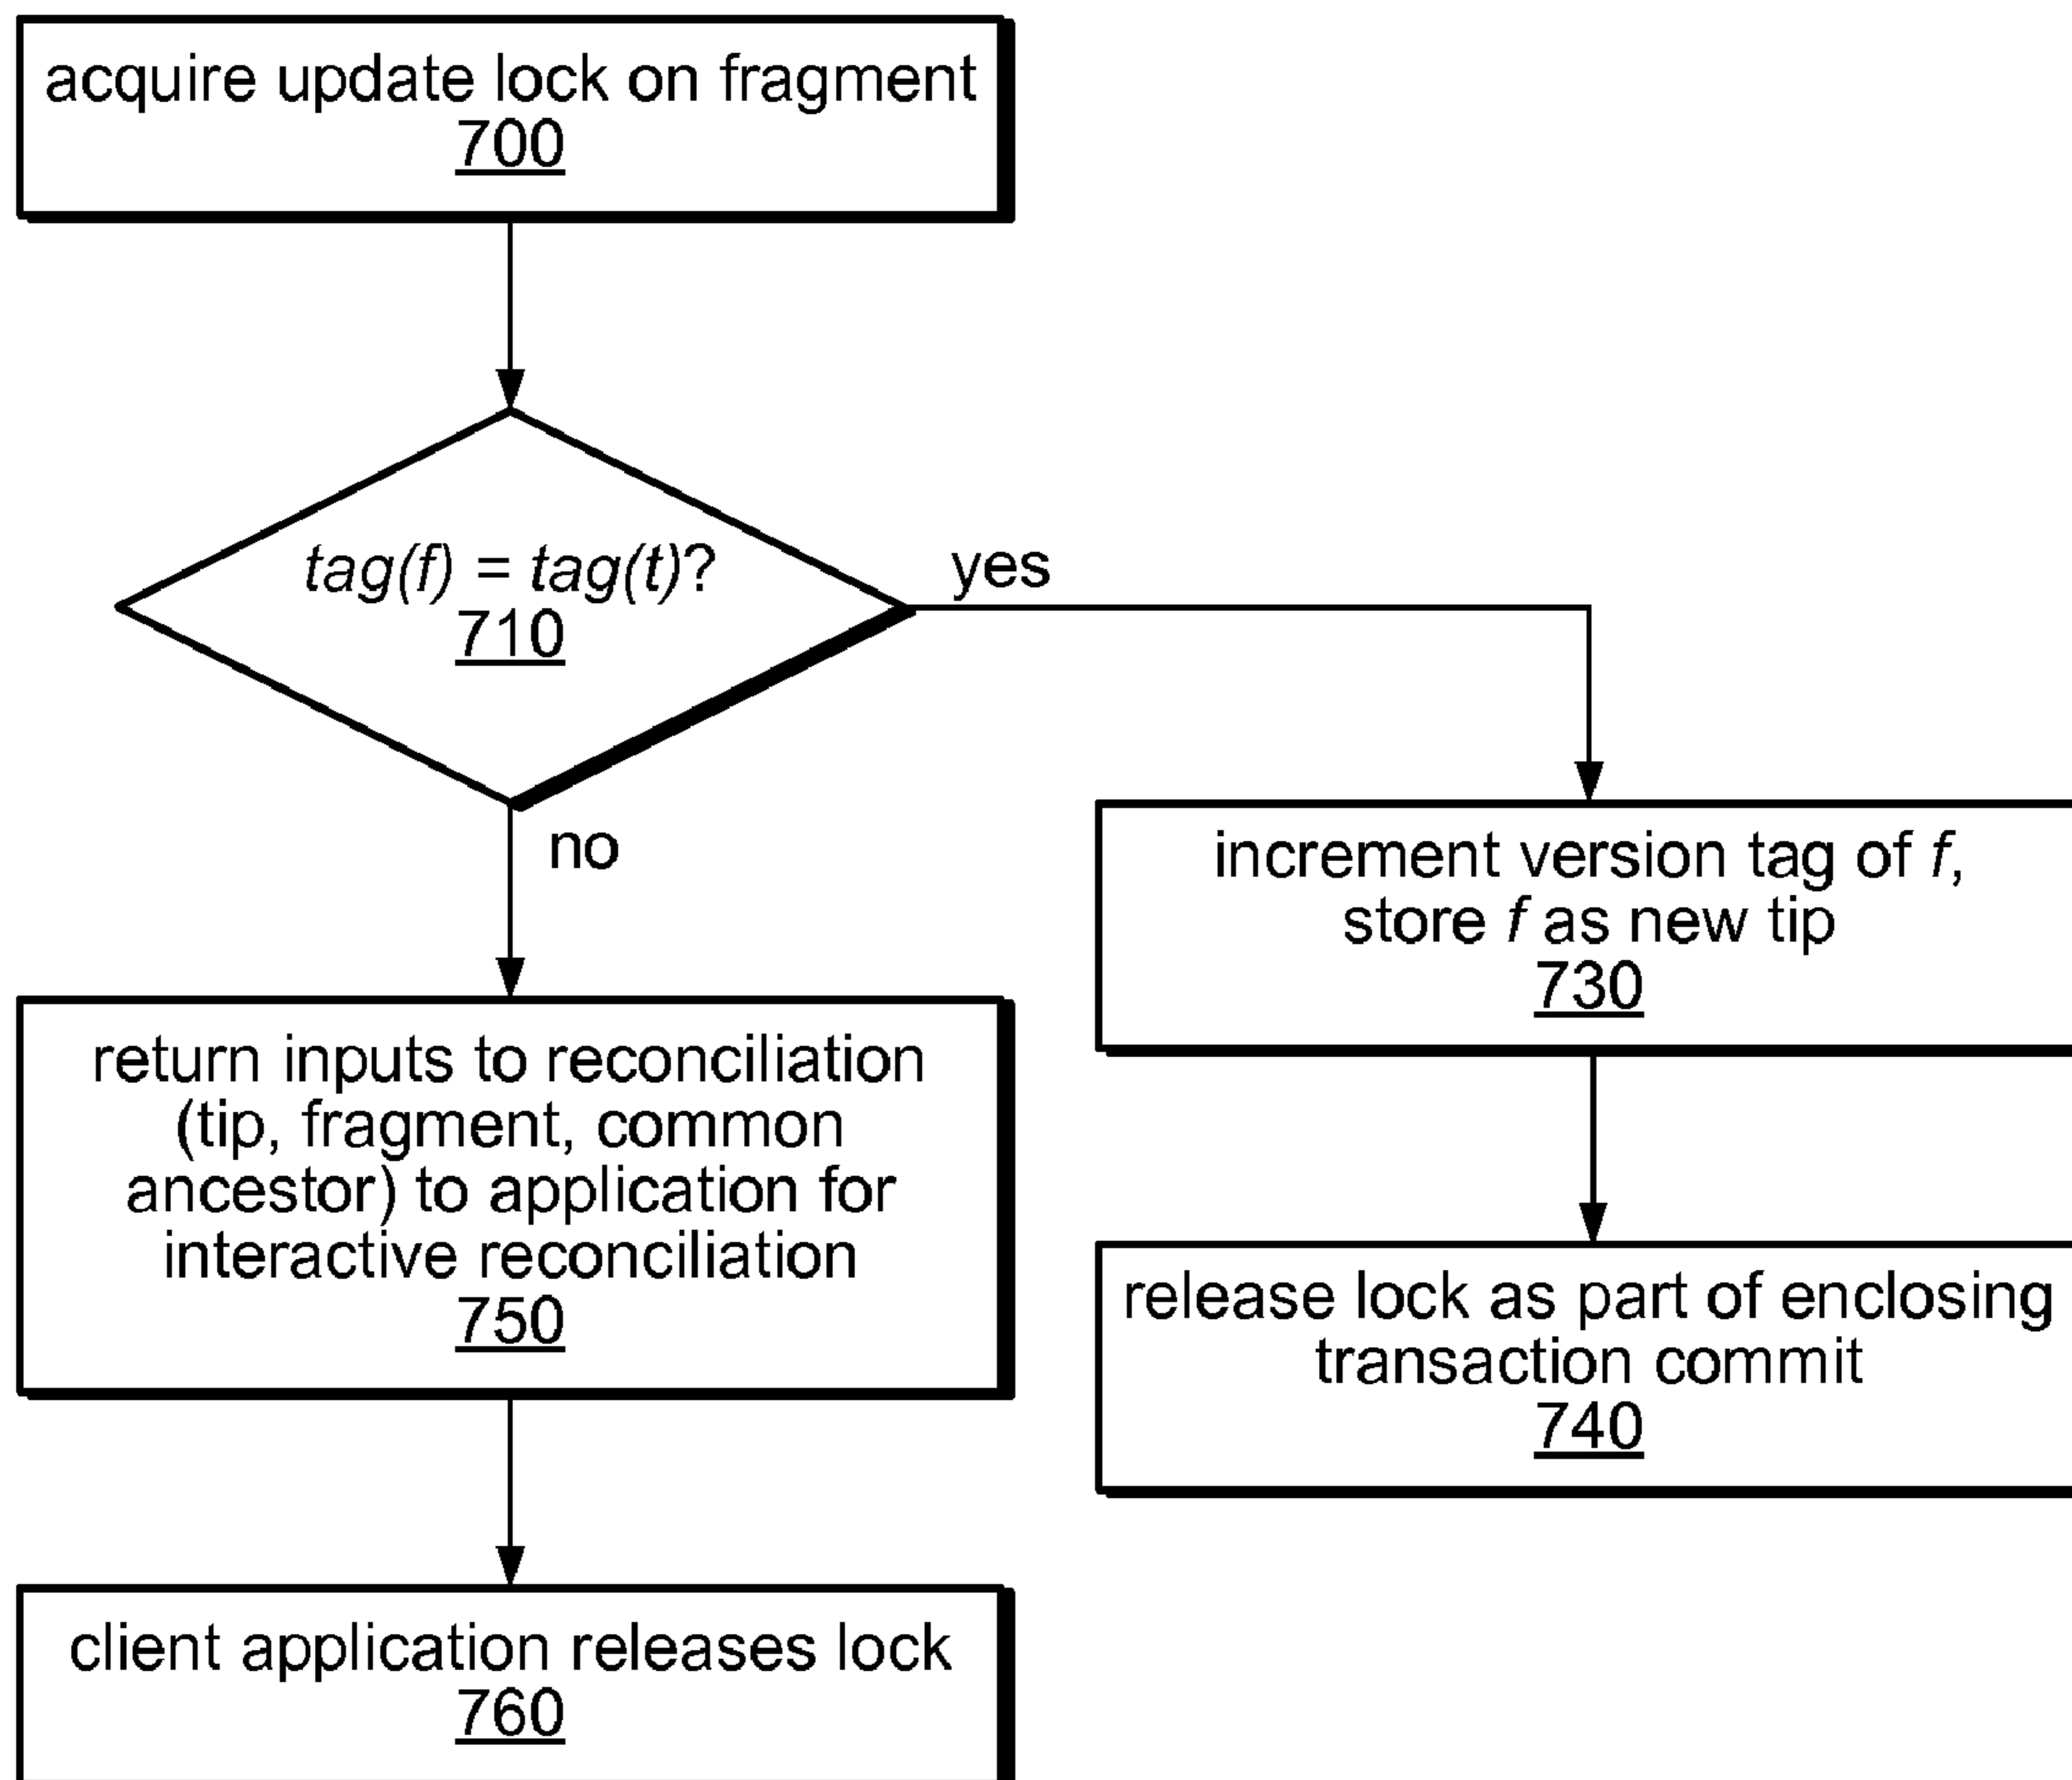 acquire update lock on fragment
700
tag(f) = tag(t)?
710
yes
no
increment version tag of f,
store f as new tip
730
return inputs to reconciliation
(tip, fragment, common
ancestor) to application for
interactive reconciliation
750
release lock as part of enclosing
transaction commit
740
client application releases lock
760